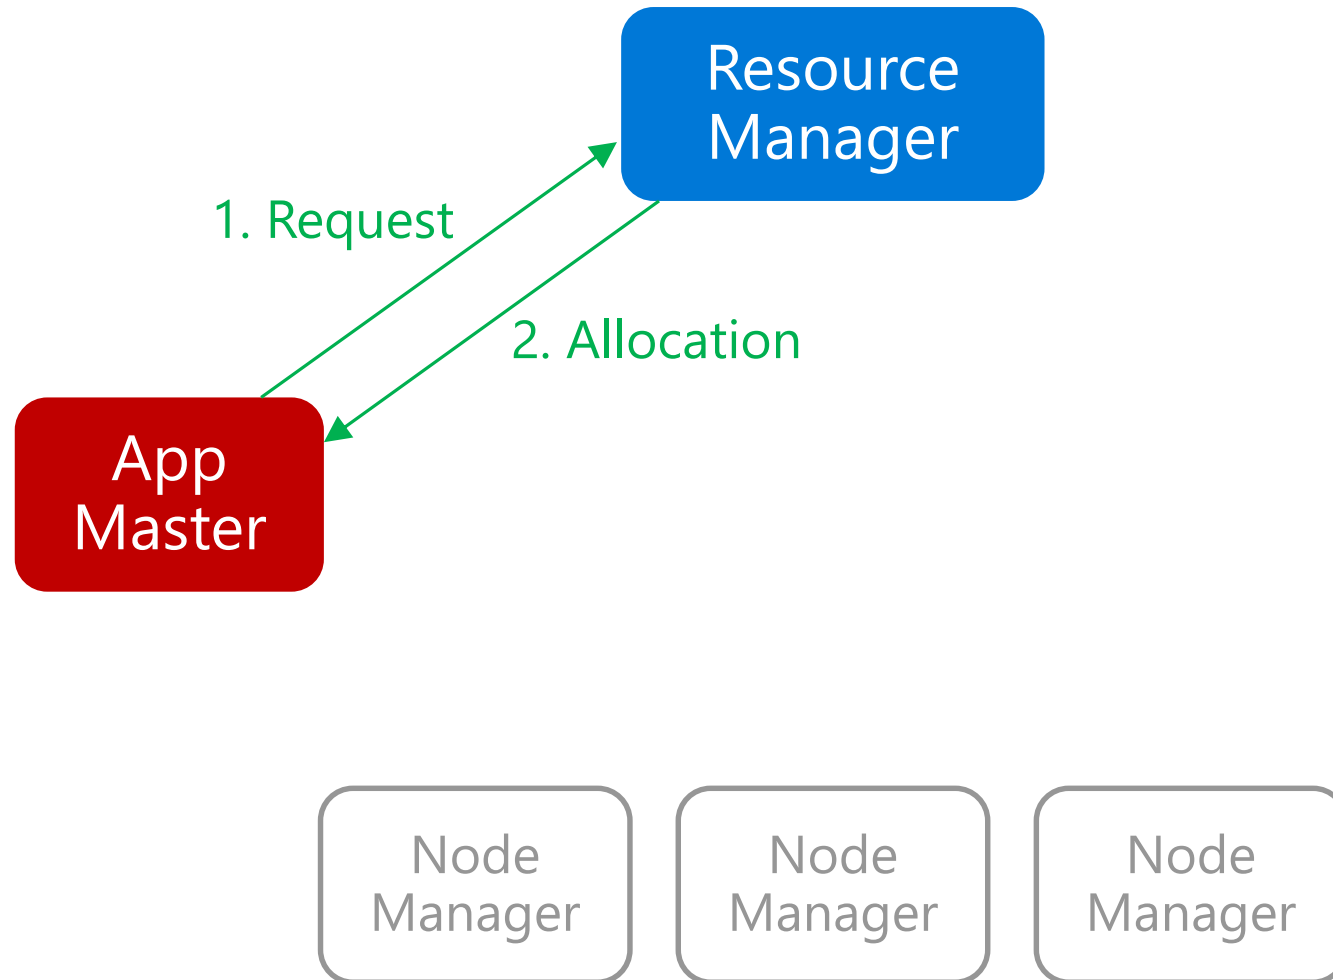 Resource
Manager
1. Request
2. Allocation
App
Master
Node
Manager
Node
Manager
Node
Manager